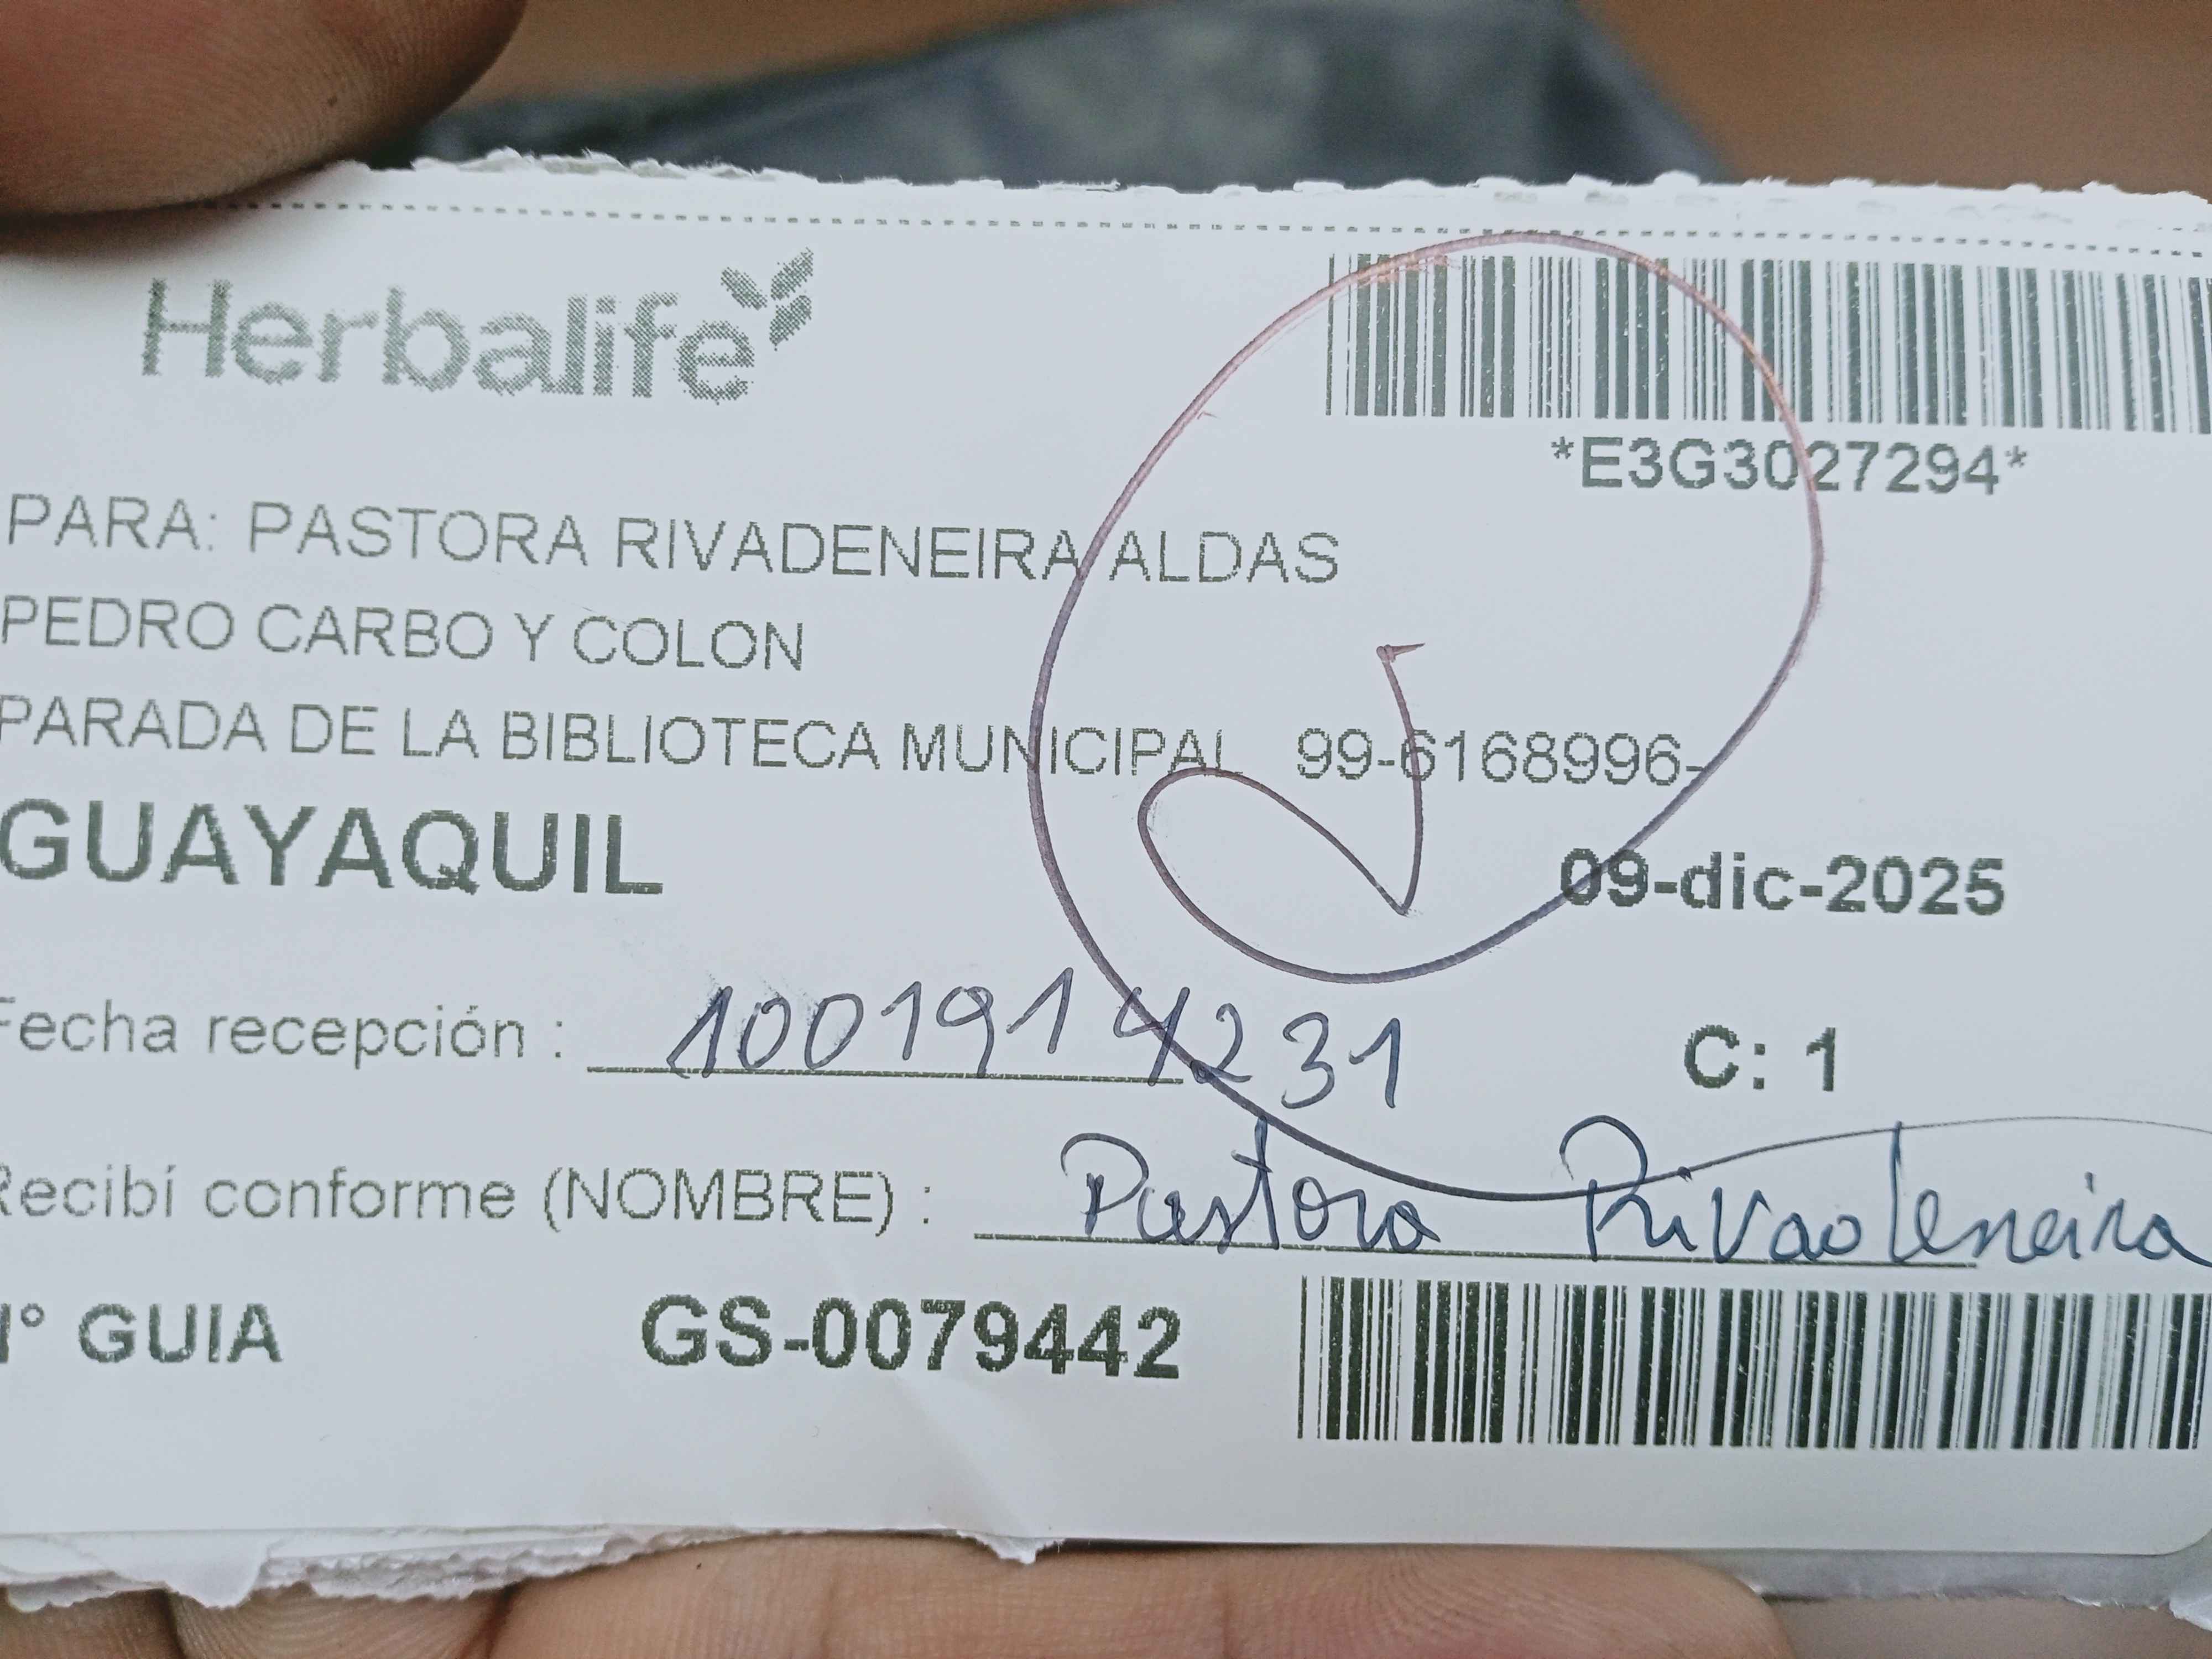 Herbalife
*E3G3027294*
PARA: PASTORA RIVADENEIRA ALDAS
PEDRO CARBO Y COLON
PARADA DE LA BIBLIOTECA MUNICIPAL 99-6168996-
GUAYAQUIL
09-dic-2025
Fecha recepción : 1001914231
C: 1
Recibí conforme (NOMBRE) : Pastora Rivadeneira
N° GUIA GS-0079442